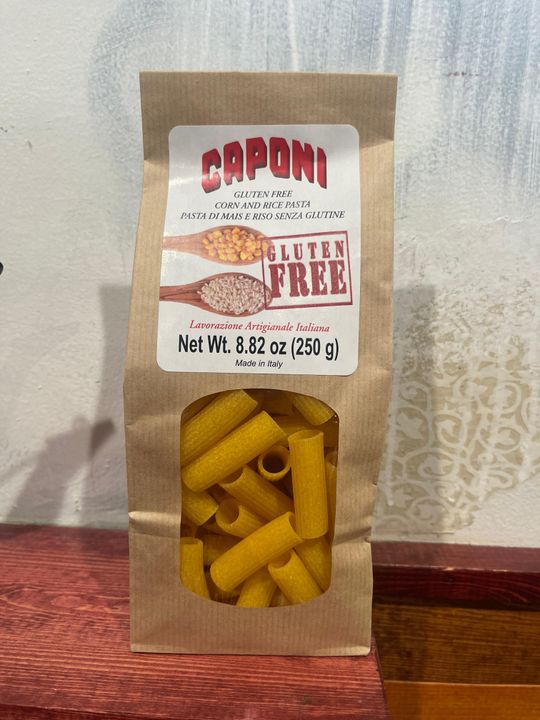 CAPONI
GLUTEN FREE
CORN AND RICE PASTA
PASTA DI MAIS E RISO SENZA GLUTINE
GLUTEN
FREE
Lavorazione Artigianale Italiana
Net Wt. 8.82 oz (250 g)
Made in Italy